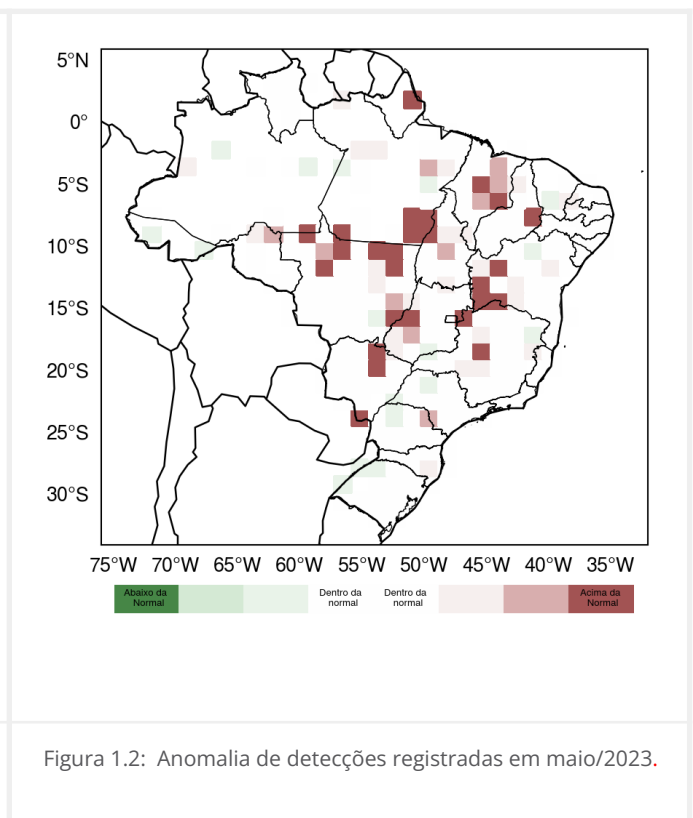 5°N
0°
5°S
10°S
15°S
20°S
25°S
30°S
75°W 70°W 65°W 60°W 55°W 50°W 45°W 40°W 35°W
Abaixo da
Normal
Dentro da
normal
Dentro da
normal
Acima da
Normal
Figura 1.2: Anomalia de detecções registradas em maio/2023.